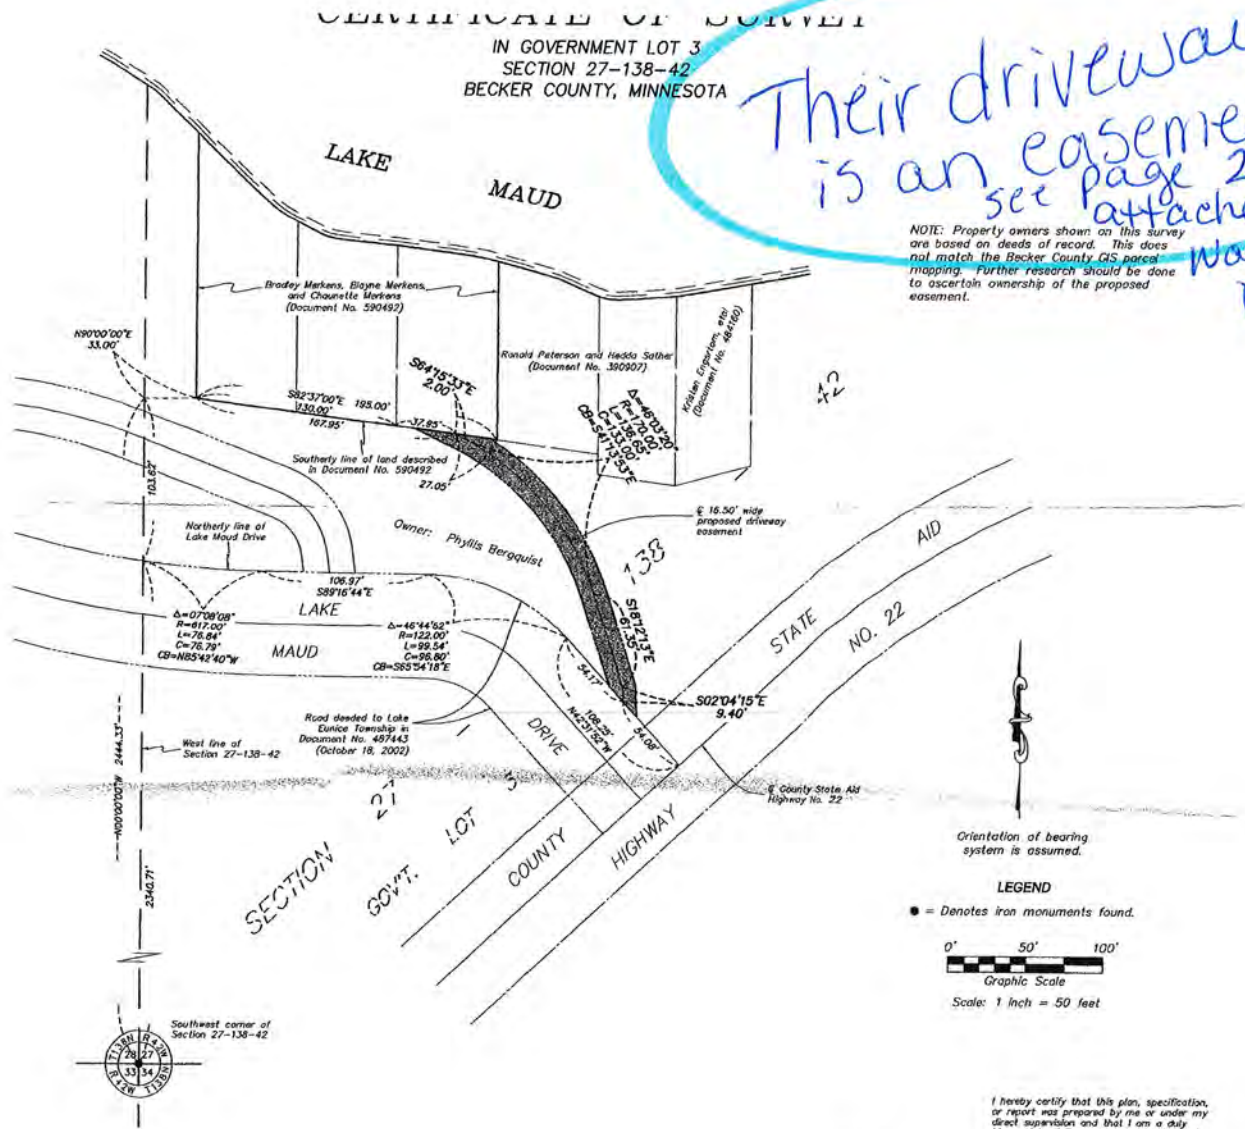 CERTIFICATE OF SURVEY
IN GOVERNMENT LOT 3
SECTION 27-138-42
BECKER COUNTY, MINNESOTA
Their driveway
is an easeme
see page 2
attache
NOTE: Property owners shown on this survey
are based on deeds of record. This does
not match the Becker County GIS parcel
mapping. Further research should be done
to ascertain ownership of the proposed
easement.
LAKE
MAUD
Bradey Merkens, Blayne Merkens,
and Chaunette Merkens
(Document No. 590492)
N90°00'00"E
33.00'
Ronald Peterson and Hedda Sather
(Document No. 390907)
(Document No. 484160)
S64°15'33"E
2.00'
Δ=46°03'20"
R=170.00'
L=136.65'
C=133.00'
CB=S41°13'53"E
42
S82°37'00"E 195.00'
130.00'
167.95'
37.95'
27.05'
Southerly line of land described
in Document No. 590492
103.62'
Northerly line of
Lake Maud Drive
Owner: Phyllis Bergquist
℄ 16.50' wide
proposed driveway
easement
138
STATE
AID
NO. 22
106.97'
S89°16'44"E
LAKE
MAUD
DRIVE
Δ=07°08'08"
R=617.00'
L=76.84'
C=76.79'
CB=N85°42'40"W
Δ=46°44'52"
R=122.00'
L=99.54'
C=96.80'
CB=S65°54'18"E
S18°12'13"E
61.35'
54.17'
108.25'
N42°31'52"W
54.08'
S02°04'15"E
9.40'
Road deeded to Lake
Eunice Township in
Document No. 487443
(October 18, 2002)
West line of
Section 27-138-42
N00°00'00"W 2444.33'
2340.71'
℄ County State Aid
Highway No. 22
SECTION 27
GOVT. LOT 3
COUNTY
HIGHWAY
Orientation of bearing
system is assumed.
LEGEND
● = Denotes iron monuments found.
0' 50' 100'
Graphic Scale
Scale: 1 inch = 50 feet
Southwest corner of
Section 27-138-42
T138N R42W
28 27
33 34
R42W T138N
I hereby certify that this plan, specification,
or report was prepared by me or under my
direct supervision and that I am a duly